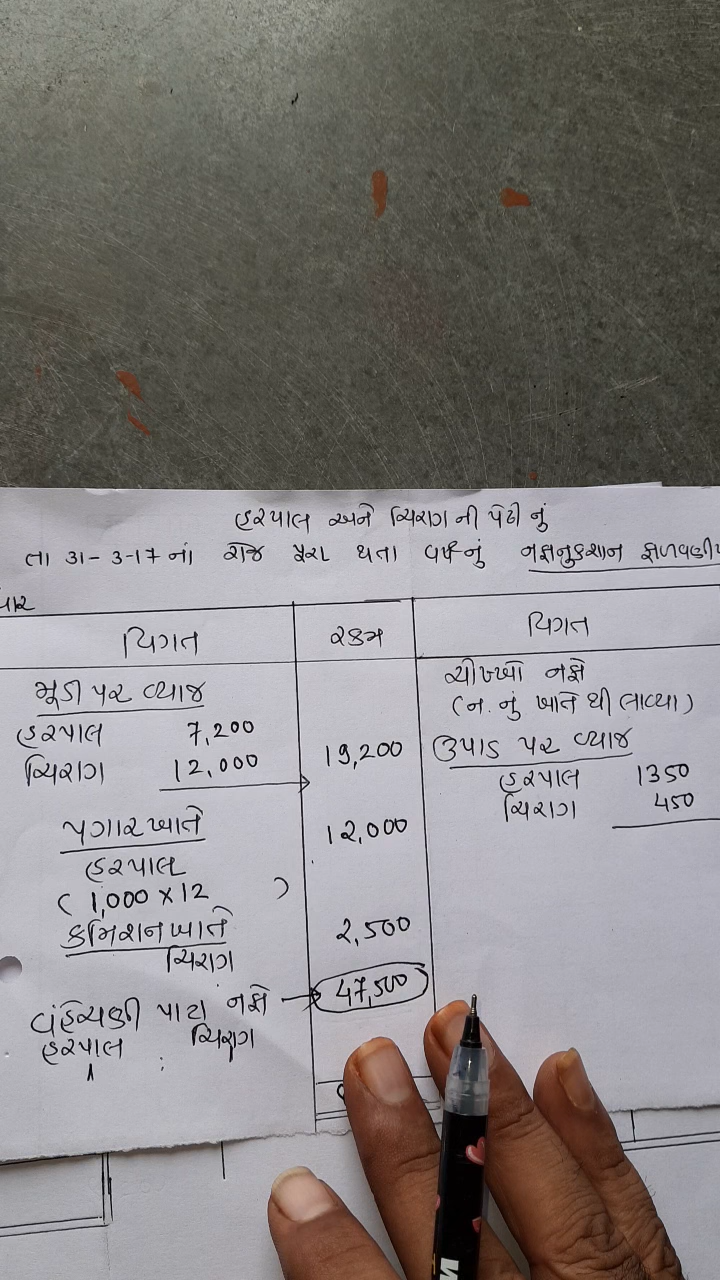 હરપાલ અને ચિરાગ ની પેઢી નું
તા ૩૧-૩-૧૭ નાં રોજ પૂરા થતા વર્ષનું નફાનુકશાન ફાળવણી
ધાર
વિગત રકમ વિગત
મૂડી પર વ્યાજ
હરપાલ 7,200
ચિરાગ 12,000
19,200
પગાર ખાતે
હરપાલ
(1,000 X 12 )
12,000
કમિશન ખાતે
ચિરાગ
2,500
વહેંચણી પાત્ર નફો → 47,500
હરપાલ : ચિરાગ
૧
ચોખ્ખો નફો
(ન. નું ખાતે થી લાવ્યા)
ઉપાડ પર વ્યાજ
હરપાલ 1350
ચિરાગ 450